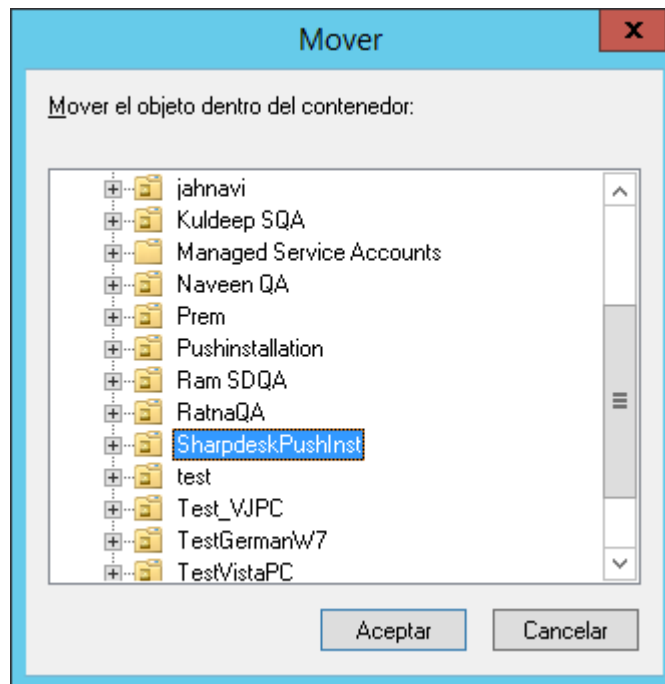 Mover
x
Mover el objeto dentro del contenedor:
jahnavi
Kuldeep SQA
Managed Service Accounts
Naveen QA
Prem
Pushinstallation
Ram SDQA
RatnaQA
SharpdeskPushInst
test
Test_VJPC
TestGermanW7
TestVistaPC
Aceptar Cancelar